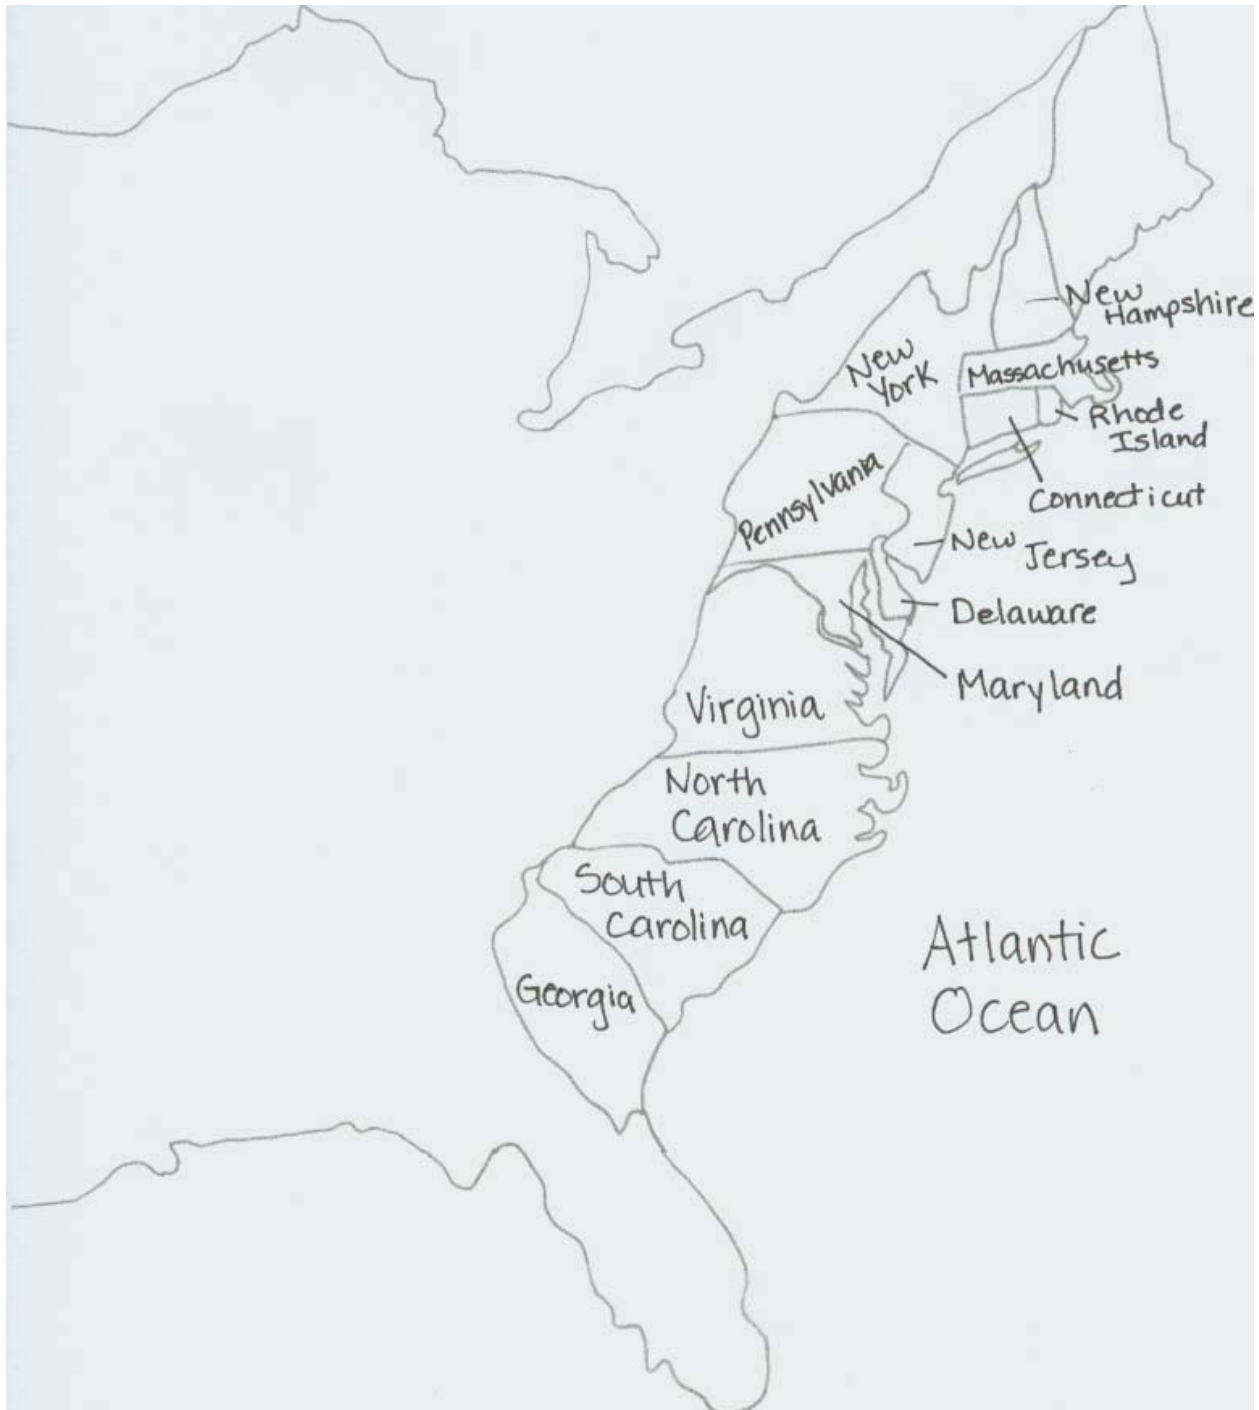 New
Hampshire
New
York
Massachusetts
Rhode
Island
Pennsylvania
Connecticut
New
Jersey
Delaware
Maryland
Virginia
North
Carolina
South
Carolina
Georgia
Atlantic
Ocean